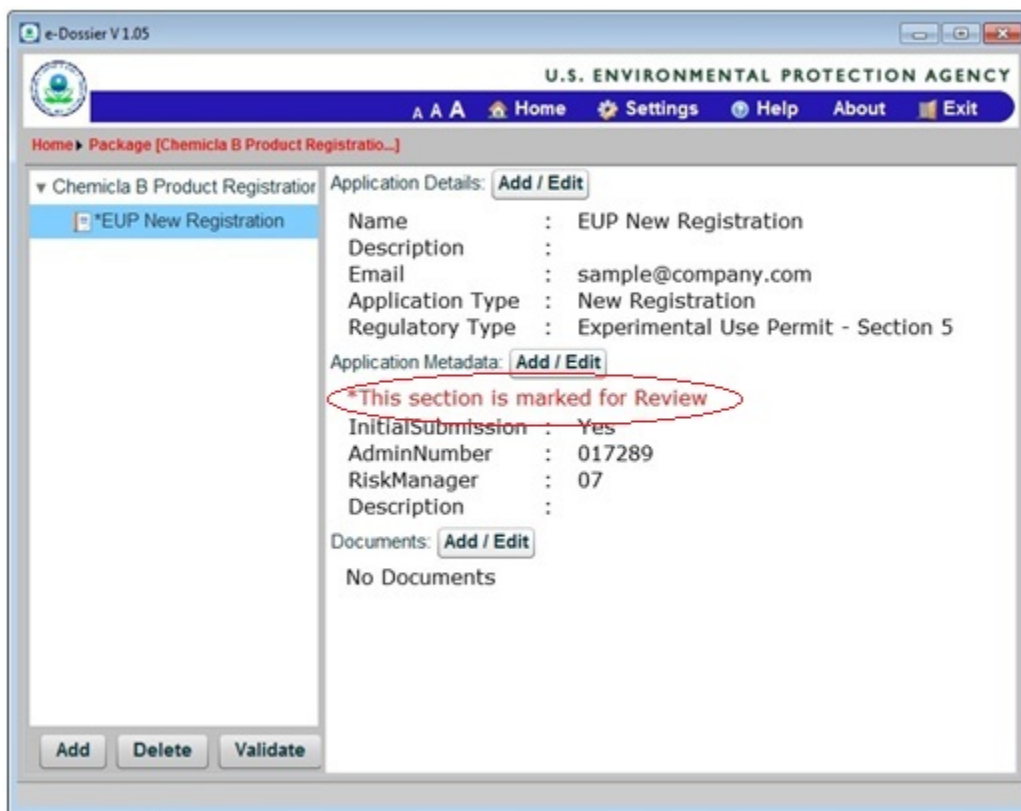 e-Dossier V 1.05
U.S. ENVIRONMENTAL PROTECTION AGENCY
A A A Home Settings Help About Exit
Home Package [Chemicla B Product Registratio...]
Chemicla B Product Registration
*EUP New Registration
Application Details: Add / Edit
Name : EUP New Registration
Description :
Email : sample@company.com
Application Type : New Registration
Regulatory Type : Experimental Use Permit - Section 5
Application Metadata: Add / Edit
*This section is marked for Review
InitialSubmission : Yes
AdminNumber : 017289
RiskManager : 07
Description :
Documents: Add / Edit
No Documents
Add Delete Validate